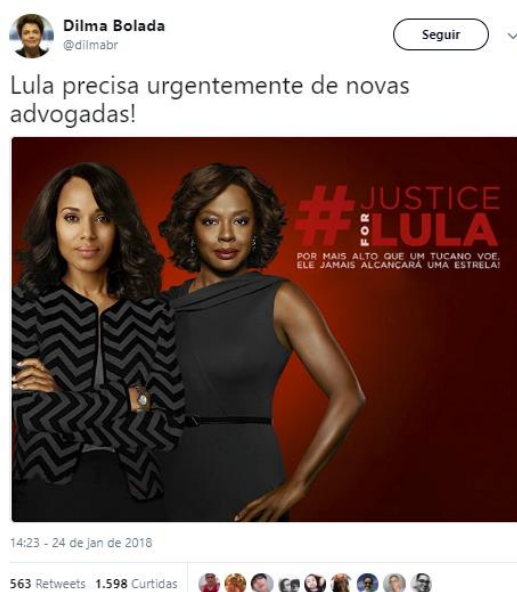 Dilma Bolada
@dilmabr
Seguir
Lula precisa urgentemente de novas
advogadas!
#JUSTICE
FOR LULA
POR MAIS ALTO QUE UM TUCANO VOE,
ELE JAMAIS ALCANÇARÁ UMA ESTRELA!
14:23 - 24 de jan de 2018
563 Retweets 1.598 Curtidas